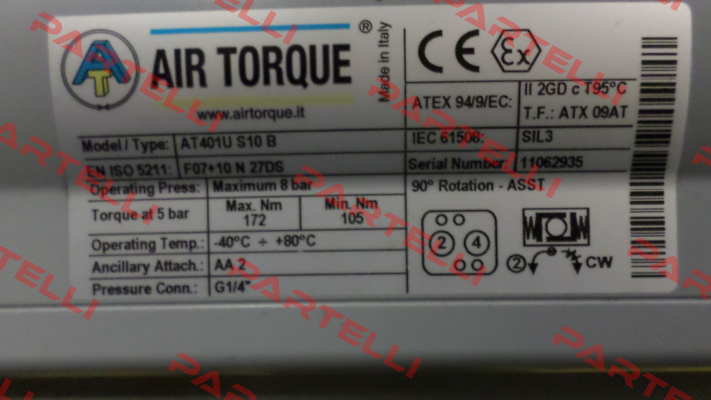 AIR TORQUE ®
Made in Italy
www.airtorque.it
Model / Type: AT401U S10 B
EN ISO 5211: F07+10 N 27DS
Operating Press: Maximum 8 bar
Torque at 5 bar
Max. Nm 172
Min. Nm 105
Operating Temp.: -40°C ÷ +80°C
Ancillary Attach.: AA 2
Pressure Conn.: G1/4"
CE Ex
ATEX 94/9/EC: II 2GD c T95°C
T.F.: ATX 09AT
IEC 61508: SIL3
Serial Number: 11062935
90° Rotation - ASST
2 4
2 CW
PARTELLI
PARTELLI
PARTELLI
PARTELLI
PARTELLI
PARTELLI